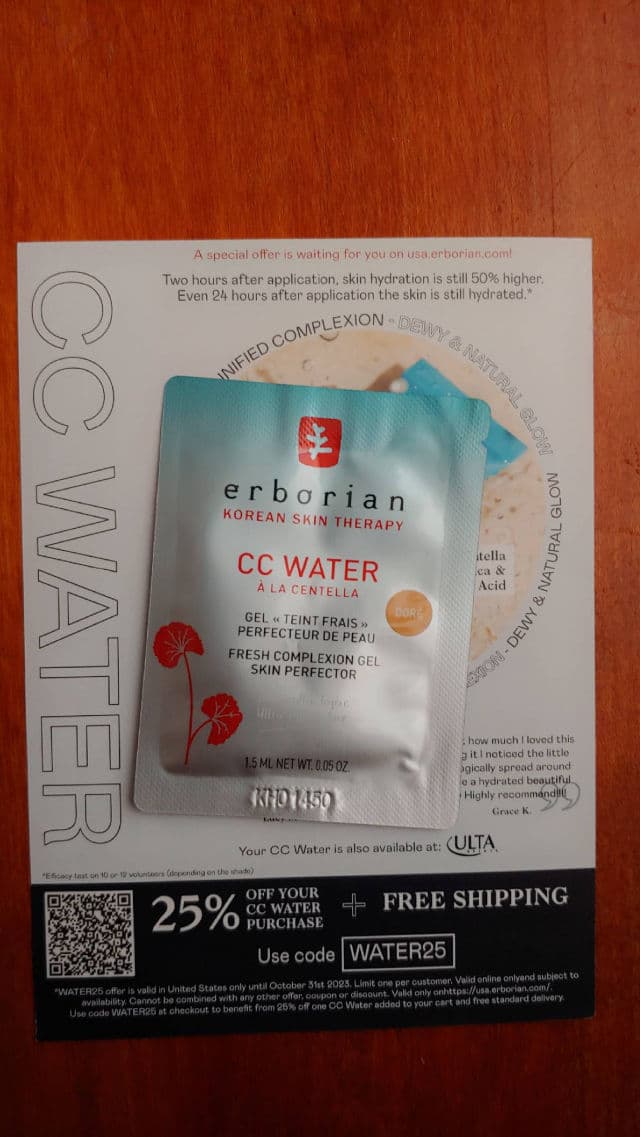 A special offer is waiting for you on usa.erborian.com!
Two hours after application, skin hydration is still 50% higher.
Even 24 hours after application the skin is still hydrated.*
CC WATER
UNIFIED COMPLEXION - DEWY & NATURAL GLOW
- DEWY & NATURAL GLOW
erborian
KOREAN SKIN THERAPY
CC WATER
À LA CENTELLA
DORÉ
GEL « TEINT FRAIS »
PERFECTEUR DE PEAU
FRESH COMPLEXION GEL
SKIN PERFECTOR
1.5 ML NET WT. 0.05 OZ.
&
Acid
how much I loved this
it I noticed the little
spread around
a hydrated beautiful
Highly recommend!!!!
Grace K.
Your CC Water is also available at: ULTA
*Efficacy test on 10 or 12 volunteers (depending on the shade)
25% OFF YOUR
CC WATER
PURCHASE
+ FREE SHIPPING
Use code WATER25
*WATER25 offer is valid in United States only until October 31st 2023. Limit one per customer. Valid online onlyand subject to
availability. Cannot be combined with any other offer, coupon or discount. Valid only onhttps://usa.erborian.com/.
Use code WATER25 at checkout to benefit from 25% off one CC Water added to your cart and free standard delivery.